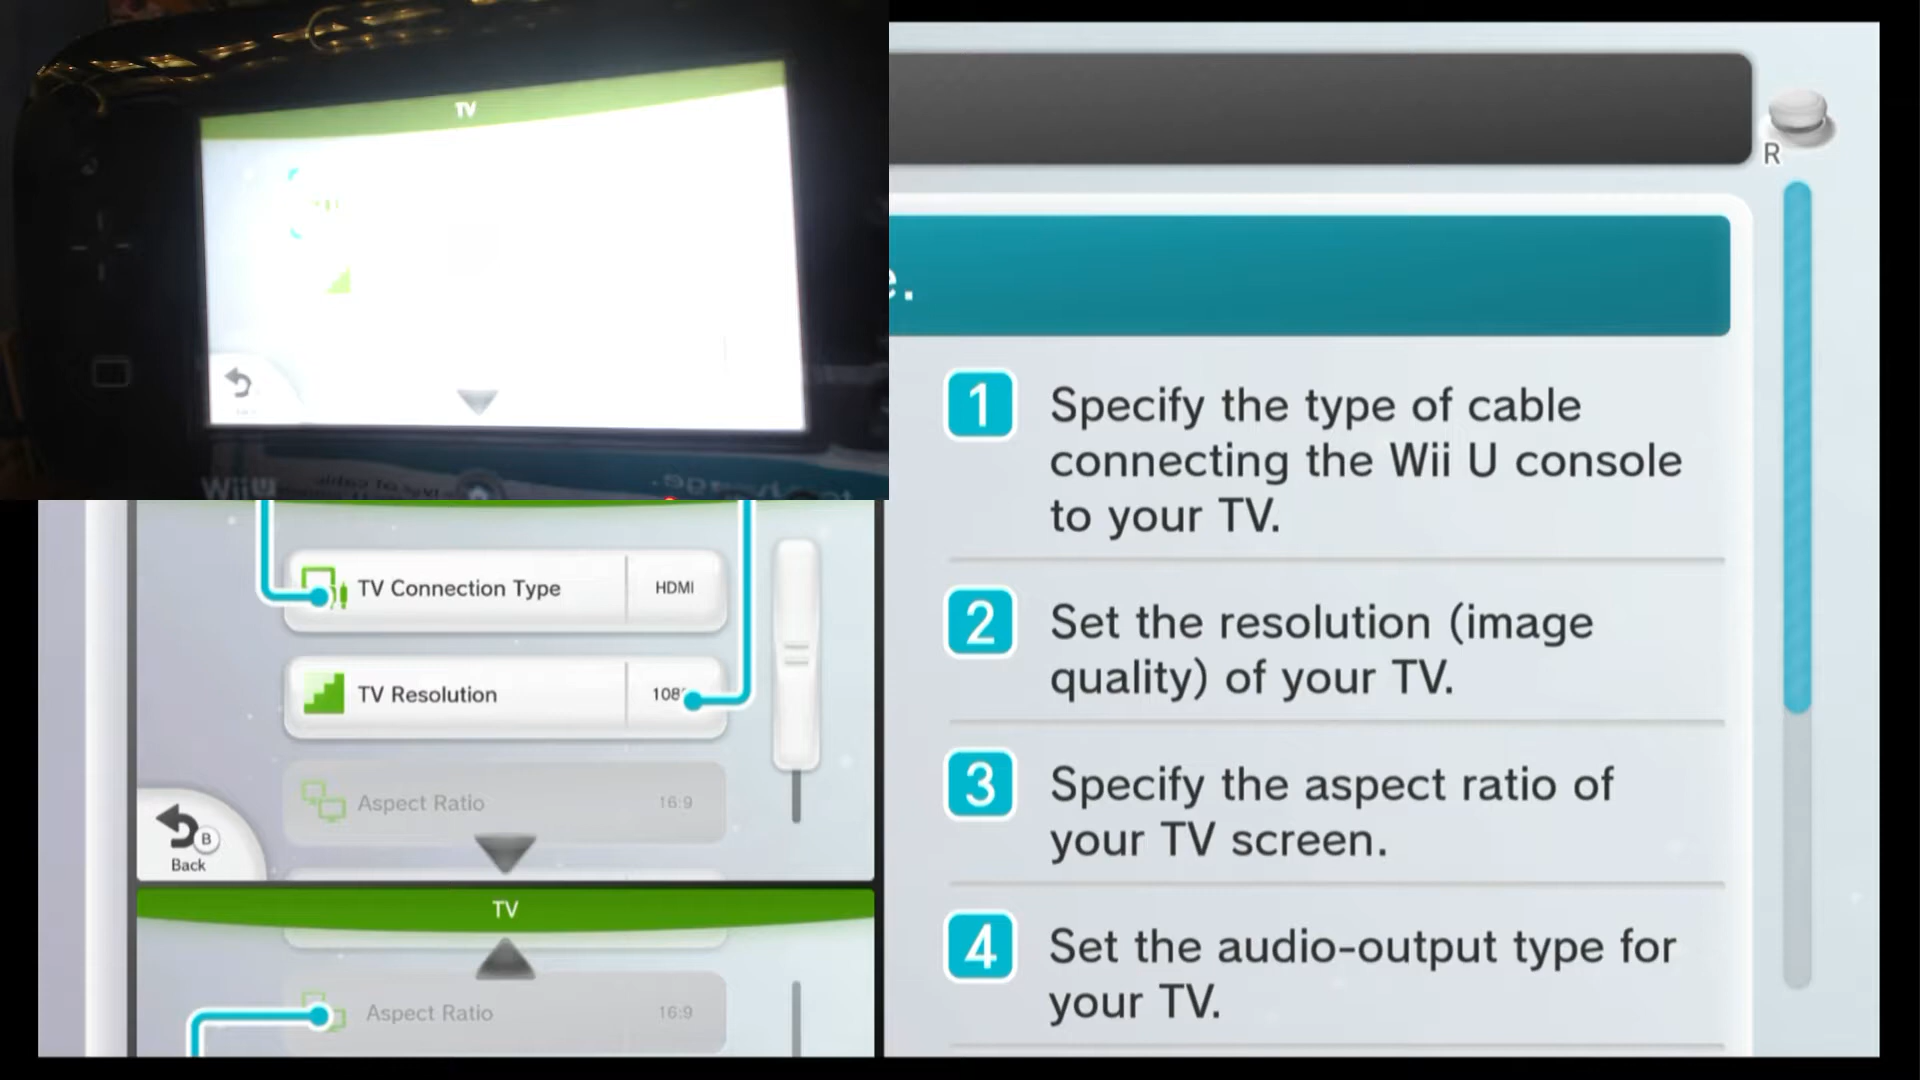 TV
Wii U
R
TV Connection Type HDMI
TV Resolution 108
Aspect Ratio 16:9
B
Back
TV
Aspect Ratio 16:9
1 Specify the type of cable
connecting the Wii U console
to your TV.
2 Set the resolution (image
quality) of your TV.
3 Specify the aspect ratio of
your TV screen.
4 Set the audio-output type for
your TV.